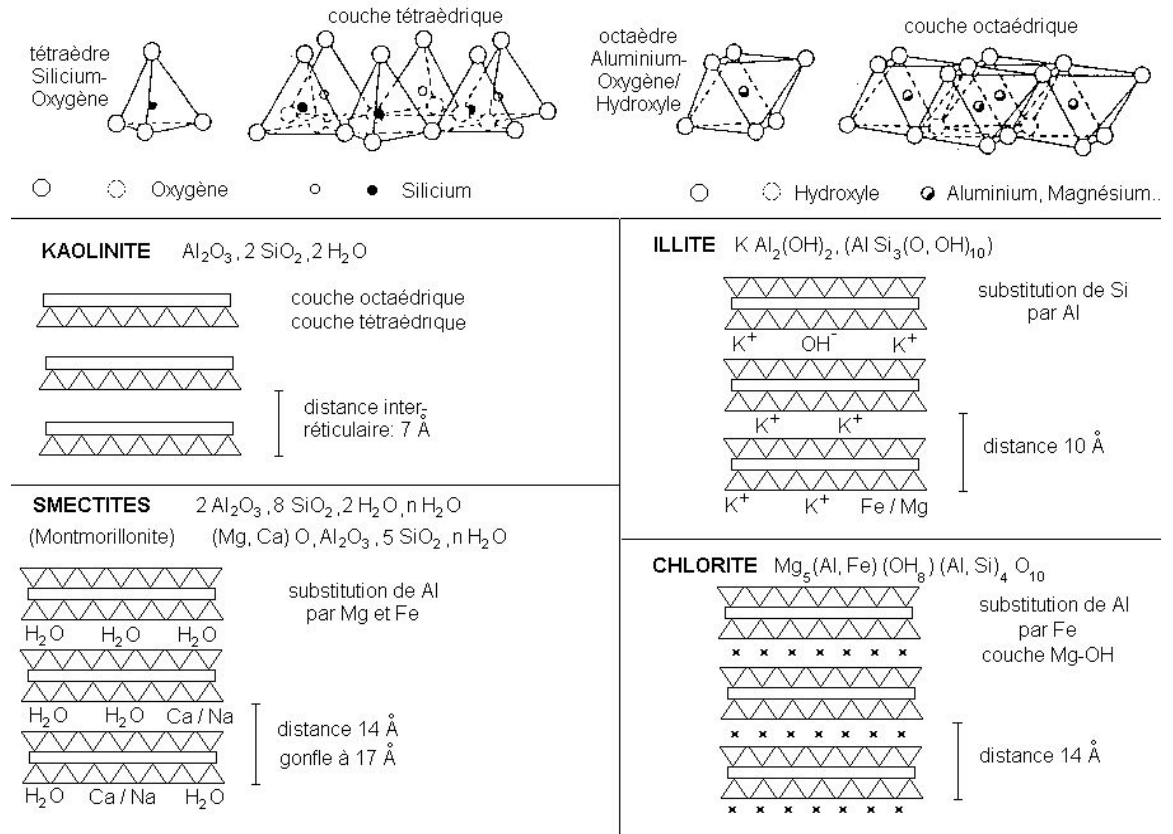 couche tétraèdrique
tétraèdre
Silicium-
Oxygène
octaèdre
Aluminium-
Oxygène/
Hydroxyle
couche octaédrique
Oxygène
Silicium
Hydroxyle
Aluminium, Magnésium..
KAOLINITE Al₂O₃, 2 SiO₂, 2 H₂O
couche octaédrique
couche tétraèdrique
distance inter-
réticulaire: 7 Å
ILLITE K Al₂(OH)₂, (Al Si₃(O, OH)₁₀)
substitution de Si
par Al
K⁺ OH⁻ K⁺
K⁺ K⁺
distance 10 Å
K⁺ K⁺ Fe / Mg
SMECTITES 2 Al₂O₃, 8 SiO₂, 2 H₂O, n H₂O
(Montmorillonite) (Mg, Ca) O, Al₂O₃, 5 SiO₂, n H₂O
substitution de Al
par Mg et Fe
H₂O H₂O H₂O
H₂O H₂O Ca / Na
distance 14 Å
gonfle à 17 Å
H₂O Ca / Na H₂O
CHLORITE Mg₅(Al, Fe) (OH₈) (Al, Si)₄ O₁₀
substitution de Al
par Fe
couche Mg-OH
distance 14 Å